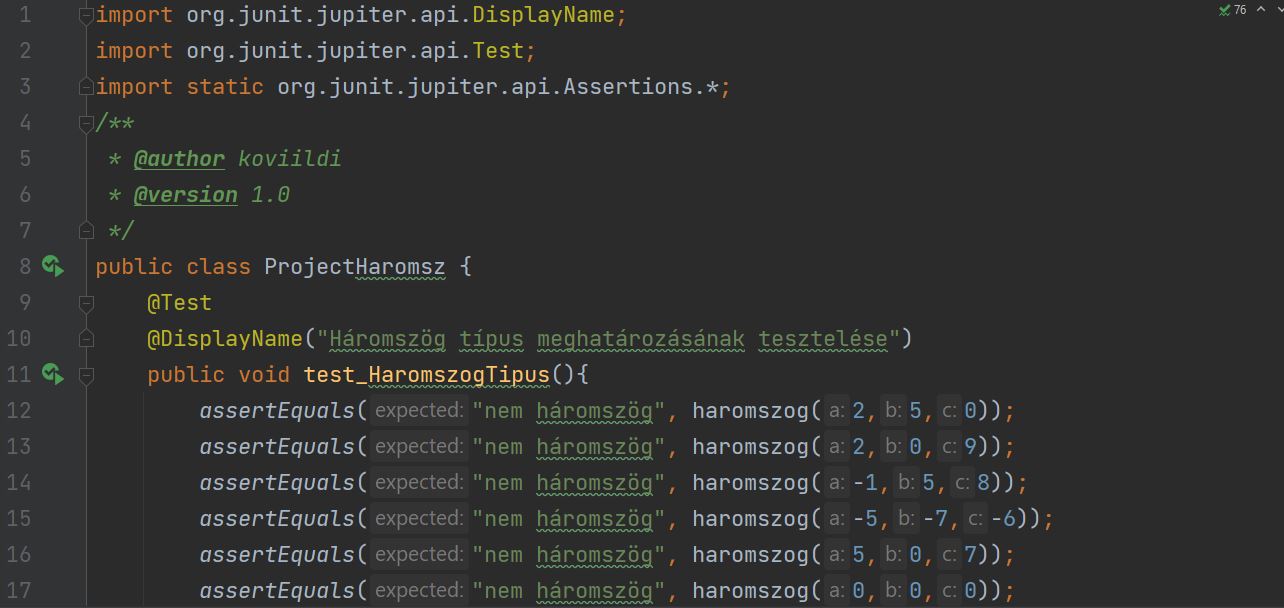 1 import org.junit.jupiter.api.DisplayName;
76
2 import org.junit.jupiter.api.Test;
3 import static org.junit.jupiter.api.Assertions.*;
4 /**
5 * @author koviildi
6 * @version 1.0
7 */
8 public class ProjectHaromsz {
9 @Test
10 @DisplayName("Háromszög típus meghatározásának tesztelése")
11 public void test_HaromszogTipus(){
12 assertEquals( expected: "nem háromszög", haromszog( a: 2, b: 5, c: 0));
13 assertEquals( expected: "nem háromszög", haromszog( a: 2, b: 0, c: 9));
14 assertEquals( expected: "nem háromszög", haromszog( a: -1, b: 5, c: 8));
15 assertEquals( expected: "nem háromszög", haromszog( a: -5, b: -7, c: -6));
16 assertEquals( expected: "nem háromszög", haromszog( a: 5, b: 0, c: 7));
17 assertEquals( expected: "nem háromszög", haromszog( a: 0, b: 0, c: 0));